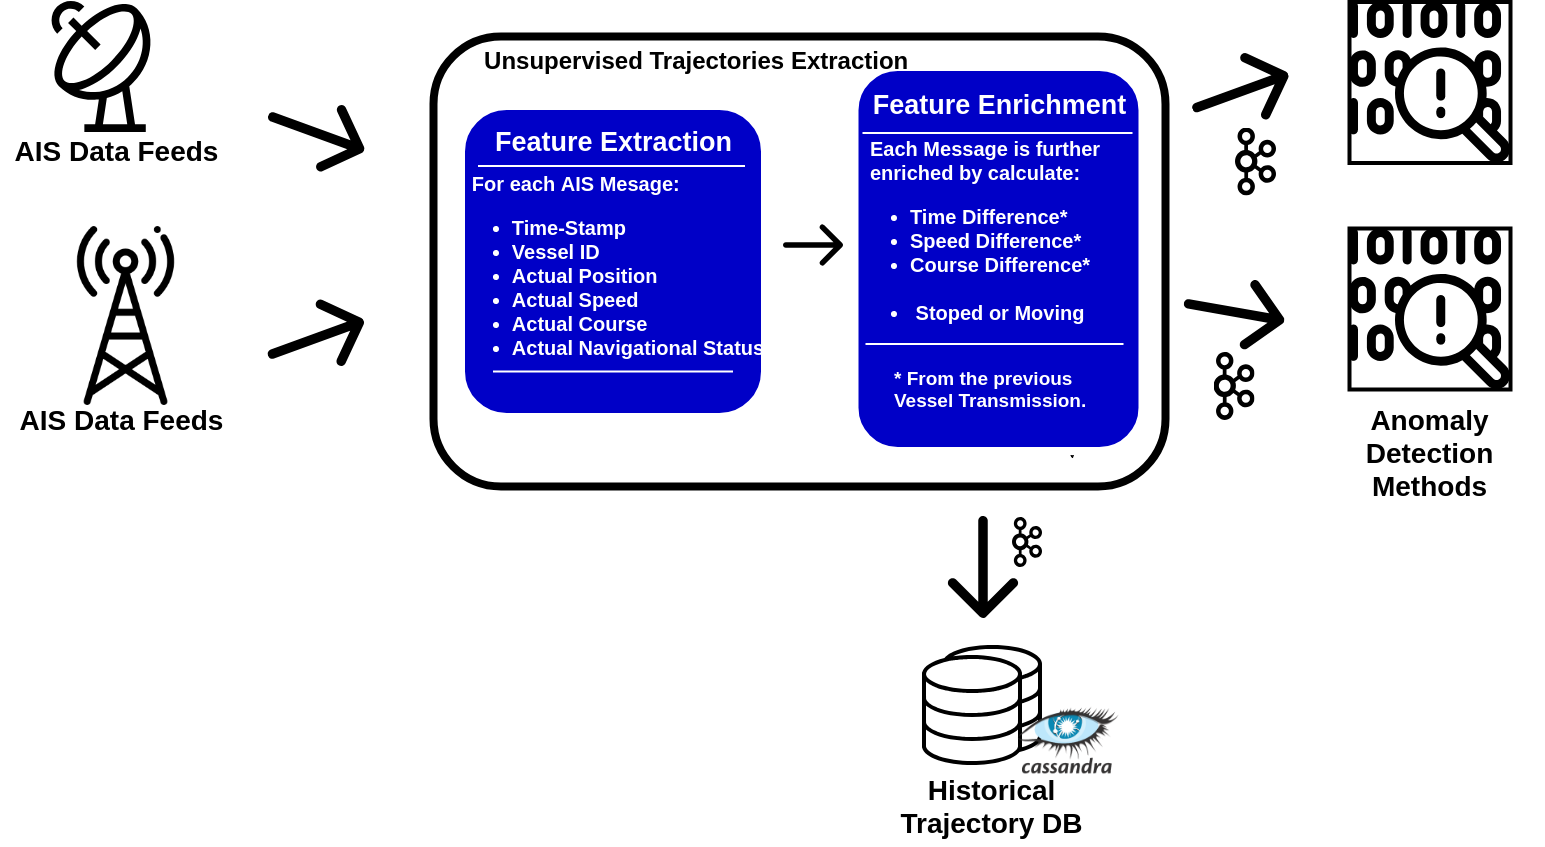 AIS Data Feeds
AIS Data Feeds
Unsupervised Trajectories Extraction
Feature Extraction
For each AIS Mesage:
• Time-Stamp
• Vessel ID
• Actual Position
• Actual Speed
• Actual Course
• Actual Navigational Status
Feature Enrichment
Each Message is further
enriched by calculate:
• Time Difference*
• Speed Difference*
• Course Difference*
• Stoped or Moving
* From the previous
Vessel Transmission.
Anomaly
Detection
Methods
cassandra
Historical
Trajectory DB